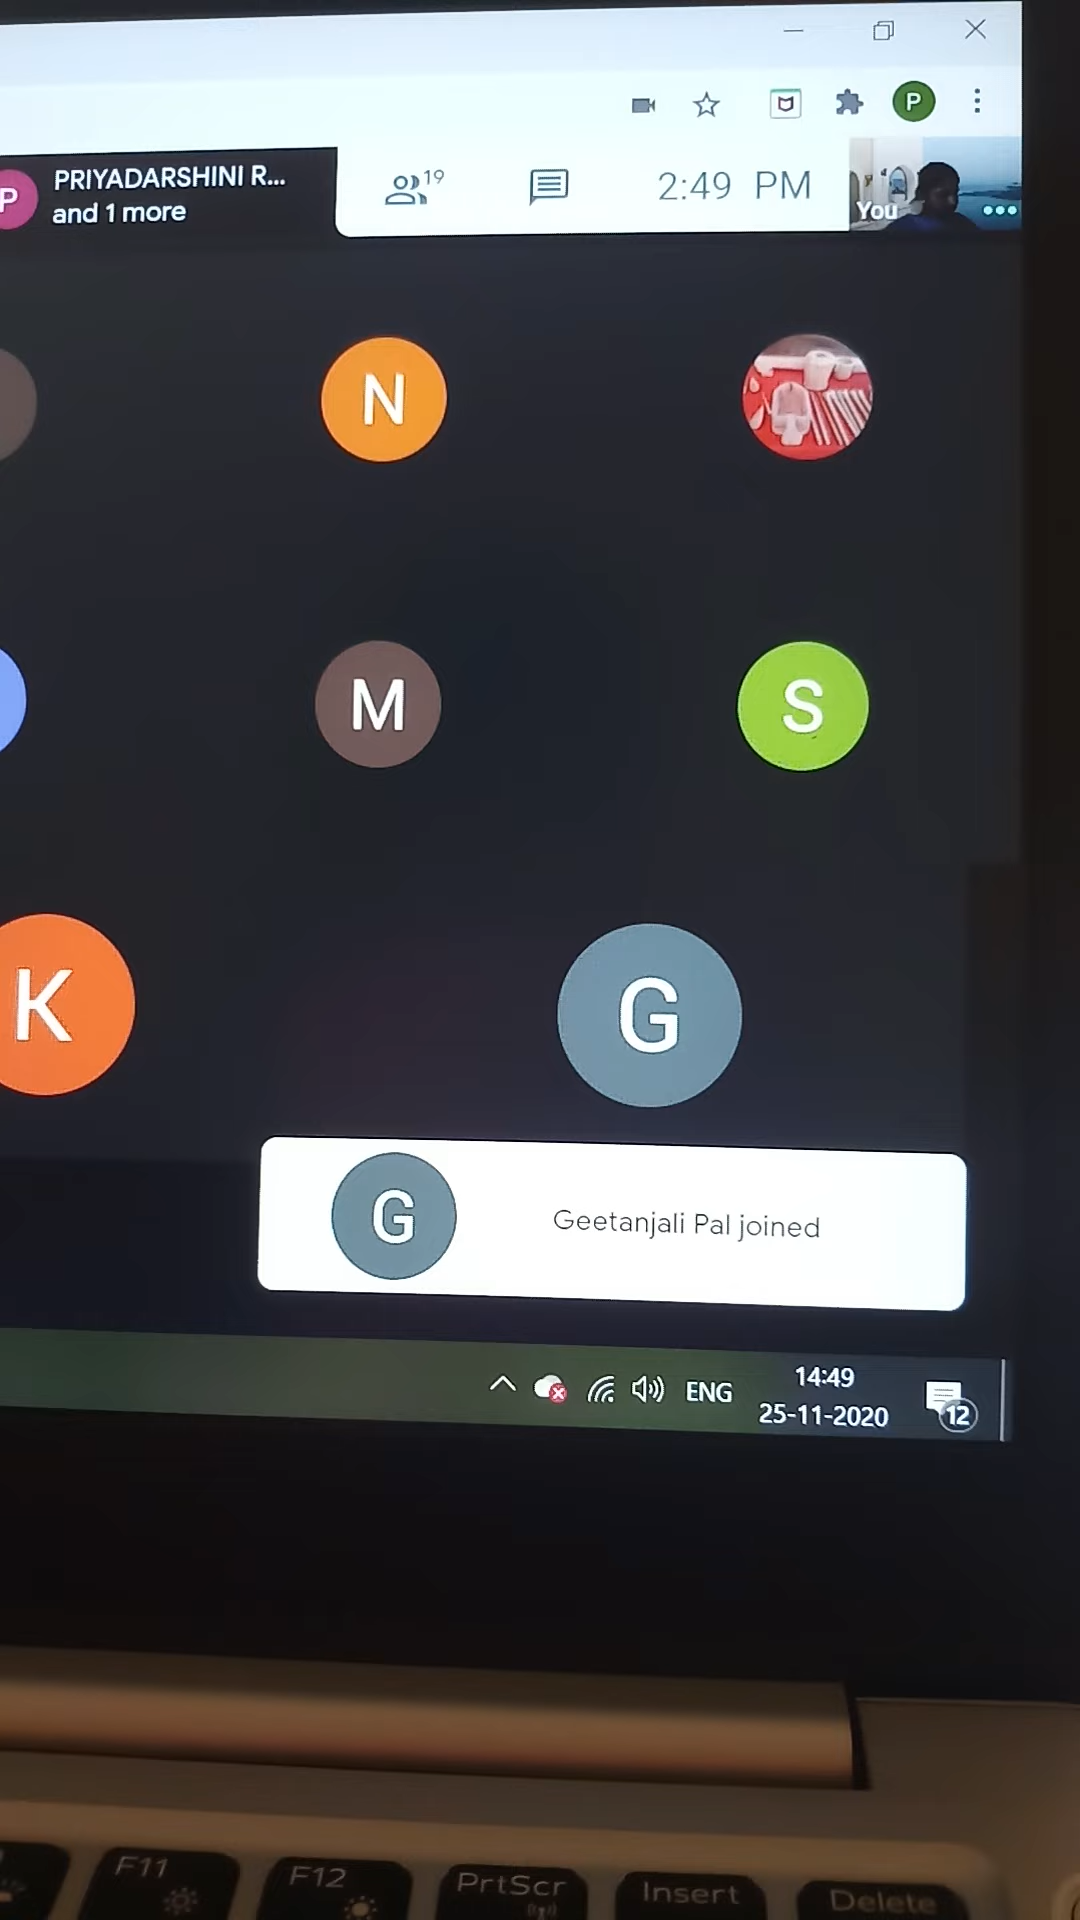 P
P
PRIYADARSHINI R...
and 1 more
19
2:49 PM
You
N
M
S
K
G
G
Geetanjali Pal joined
ENG
14:49
25-11-2020
12
F11
F12
PrtScr
Insert
Delete